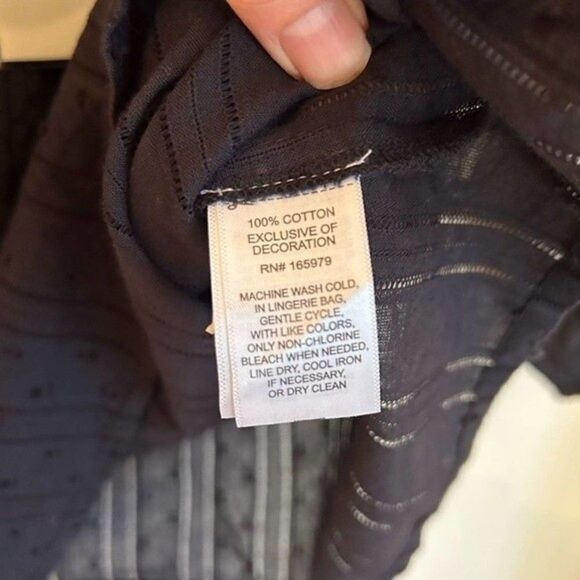 100% COTTON
EXCLUSIVE OF
DECORATION
RN# 165979
MACHINE WASH COLD,
IN LINGERIE BAG,
GENTLE CYCLE,
WITH LIKE COLORS,
ONLY NON-CHLORINE
BLEACH WHEN NEEDED,
LINE DRY, COOL IRON
IF NECESSARY,
OR DRY CLEAN